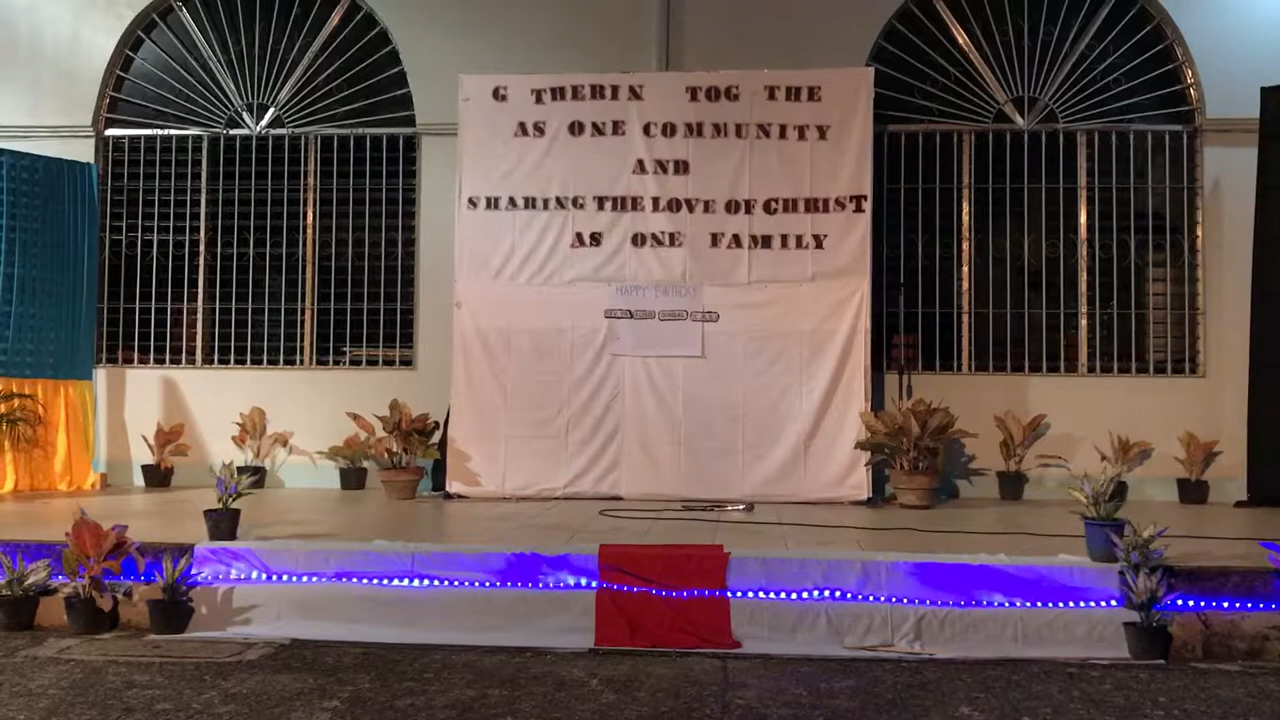 G THERIN TOG THE
AS ONE COMMUNITY
AND
SHARING THE LOVE OF CHRIST
AS ONE FAMILY
HAPPY BIRTHDAY